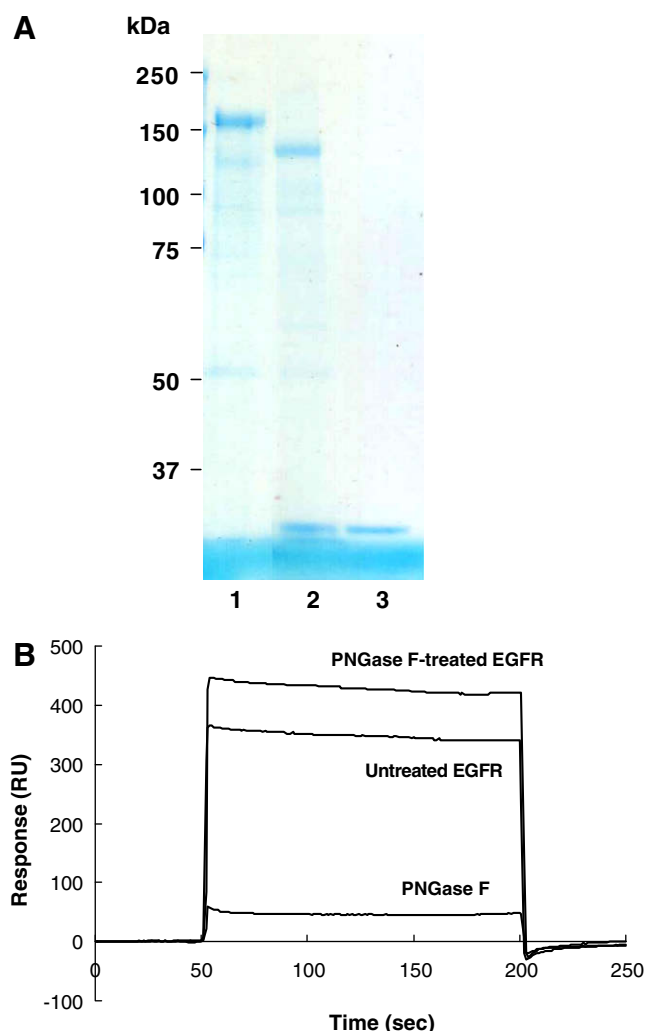 A
kDa
250
150
100
75
50
37
1 2 3
B
500
400
300
200
100
0
-100
Response (RU)
PNGase F-treated EGFR
Untreated EGFR
PNGase F
0 50 100 150 200 250
Time (sec)